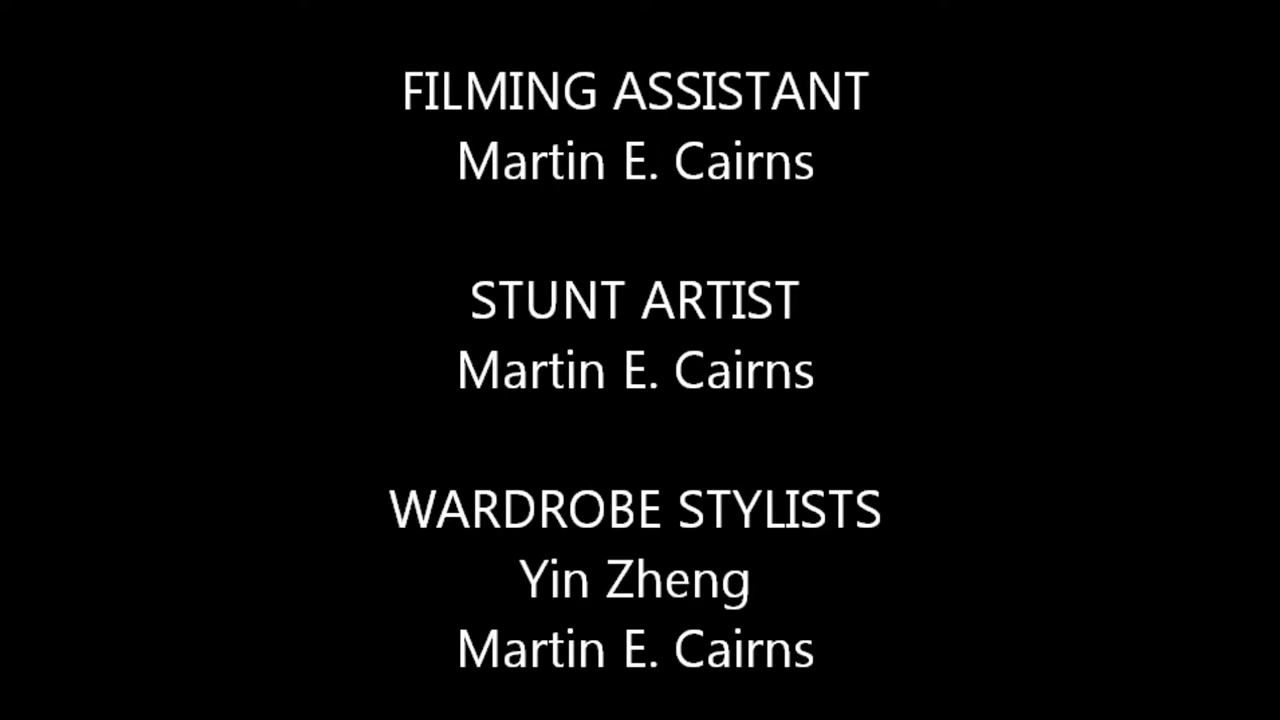 FILMING ASSISTANT
Martin E. Cairns
STUNT ARTIST
Martin E. Cairns
WARDROBE STYLISTS
Yin Zheng
Martin E. Cairns